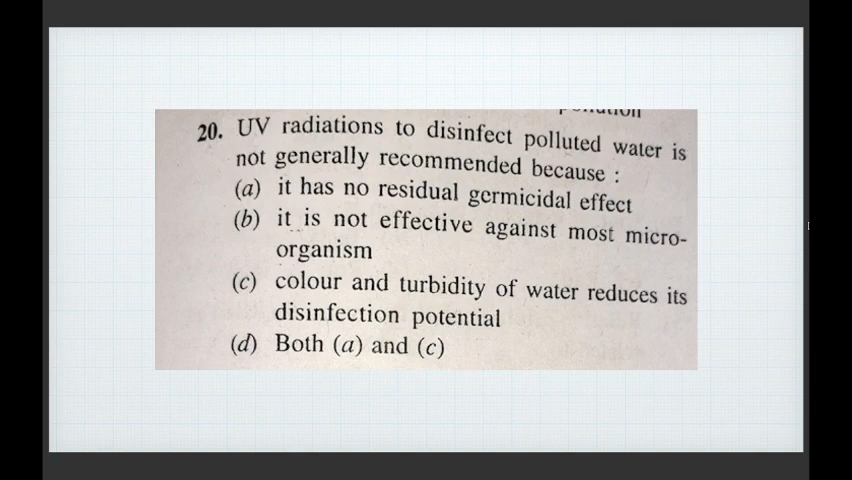 pollution
20. UV radiations to disinfect polluted water is
not generally recommended because :
(a) it has no residual germicidal effect
(b) it is not effective against most micro-
organism
(c) colour and turbidity of water reduces its
disinfection potential
(d) Both (a) and (c)